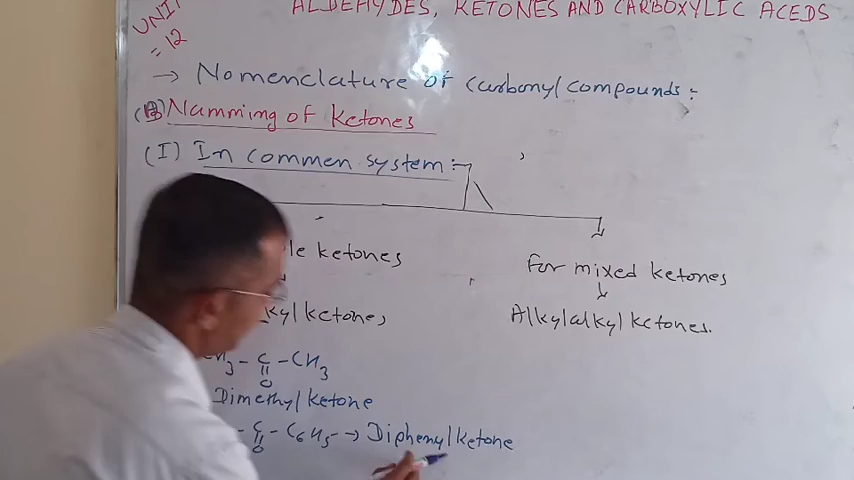 UNIT = 12
ALDEHYDES, KETONES AND CARBOXYLIC ACEDS
→ Nomenclature of carbonyl compounds:
(B) Namming of Ketones
(I) In commen system:-
ketones
For mixed ketones
kyl ketones
Alkylalkyl ketones.
CH3-C-CH3
O
Dimethyl ketone
-C-C6H5-→ Diphenyl ketone
O